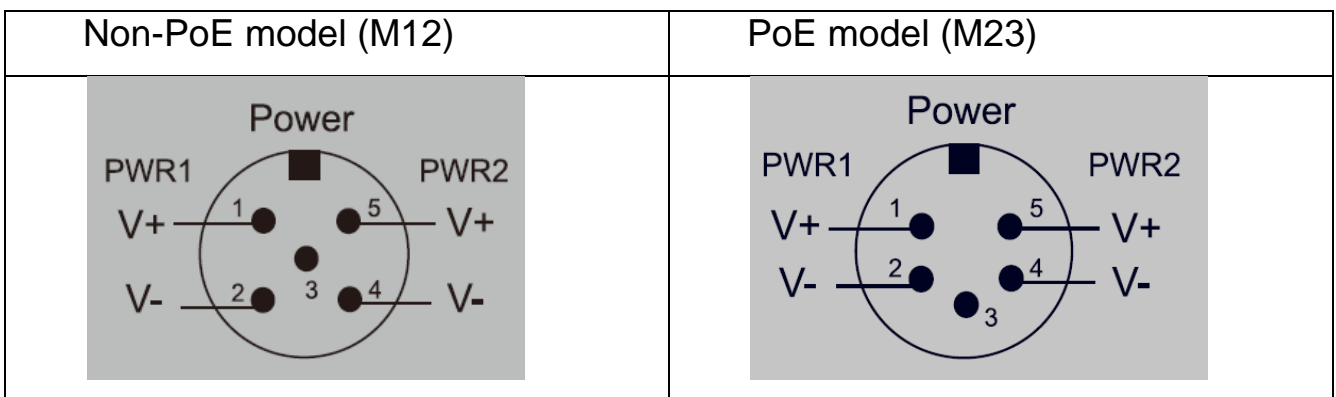 Non-PoE model (M12)
PoE model (M23)
Power
PWR1 PWR2
V+ 1 5 V+
V- 2 3 4 V-
Power
PWR1 PWR2
V+ 1 5 V+
V- 2 4 V-
3